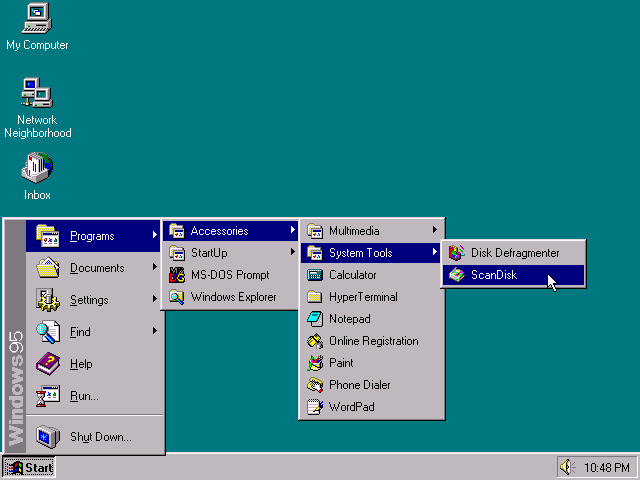 My Computer
Network
Neighborhood
Inbox
Windows95
Programs
Documents
Settings
Find
Help
Run...
Shut Down...
Accessories
StartUp
MS-DOS Prompt
Windows Explorer
Multimedia
System Tools
Calculator
HyperTerminal
Notepad
Online Registration
Paint
Phone Dialer
WordPad
Disk Defragmenter
ScanDisk
Start
10:48 PM